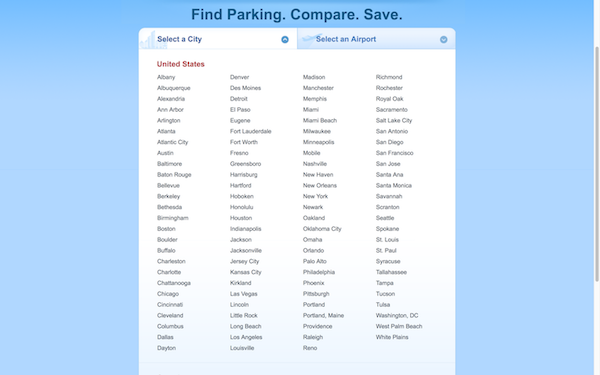 Find Parking. Compare. Save.
Select a City
Select an Airport
United States
Albany
Albuquerque
Alexandria
Ann Arbor
Arlington
Atlanta
Atlantic City
Austin
Baltimore
Baton Rouge
Bellevue
Berkeley
Bethesda
Birmingham
Boston
Boulder
Buffalo
Charleston
Charlotte
Chattanooga
Chicago
Cincinnati
Cleveland
Columbus
Dallas
Dayton
Denver
Des Moines
Detroit
El Paso
Eugene
Fort Lauderdale
Fort Worth
Fresno
Greensboro
Harrisburg
Hartford
Hoboken
Honolulu
Houston
Indianapolis
Jackson
Jacksonville
Jersey City
Kansas City
Kirkland
Las Vegas
Lincoln
Little Rock
Long Beach
Los Angeles
Louisville
Madison
Manchester
Memphis
Miami
Miami Beach
Milwaukee
Minneapolis
Mobile
Nashville
New Haven
New Orleans
New York
Newark
Oakland
Oklahoma City
Omaha
Orlando
Palo Alto
Philadelphia
Phoenix
Pittsburgh
Portland
Portland, Maine
Providence
Raleigh
Reno
Richmond
Rochester
Royal Oak
Sacramento
Salt Lake City
San Antonio
San Diego
San Francisco
San Jose
Santa Ana
Santa Monica
Savannah
Scranton
Seattle
Spokane
St. Louis
St. Paul
Syracuse
Tallahassee
Tampa
Tucson
Tulsa
Washington, DC
West Palm Beach
White Plains